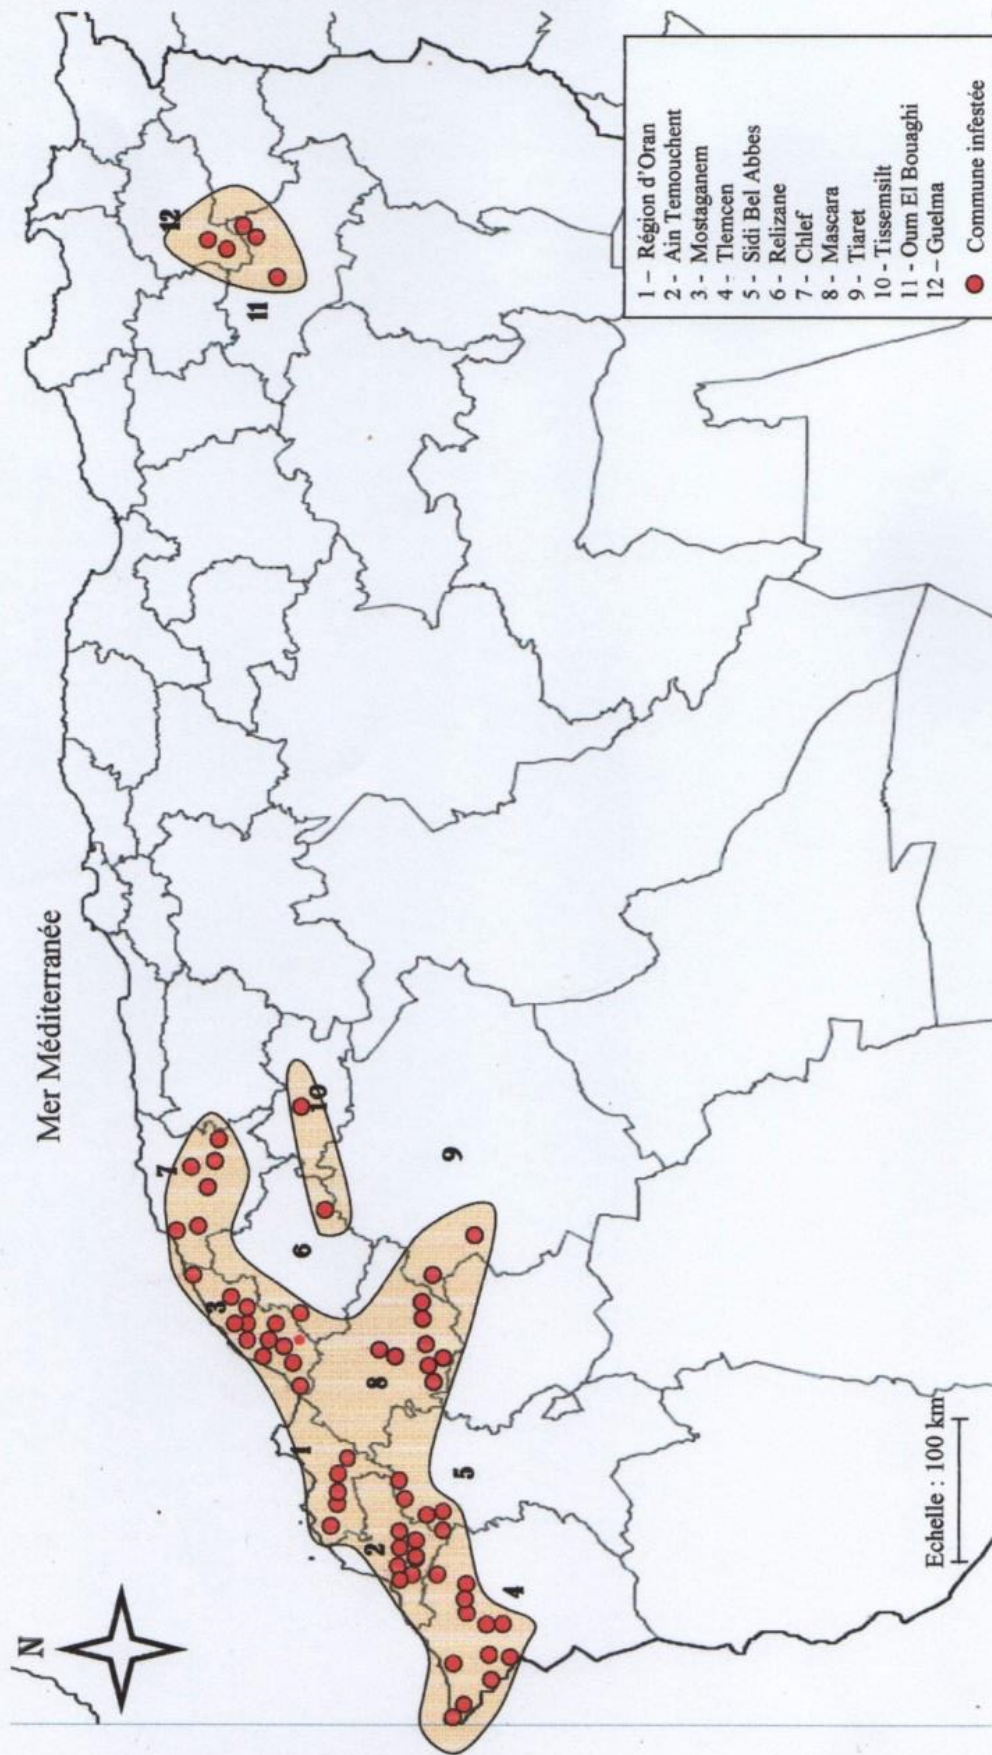 N
Mer Méditerranée
1
2
3
4
5
6
7
8
9
10
11
12
Echelle : 100 km
1 – Région d'Oran
2 - Ain Temouchent
3 - Mostaganem
4 - Tlemcen
5 - Sidi Bel Abbes
6 - Relizane
7 - Chlef
8 - Mascara
9 - Tiaret
10 - Tissemsilt
11 - Oum El Bouaghi
12 – Guelma
Commune infestée